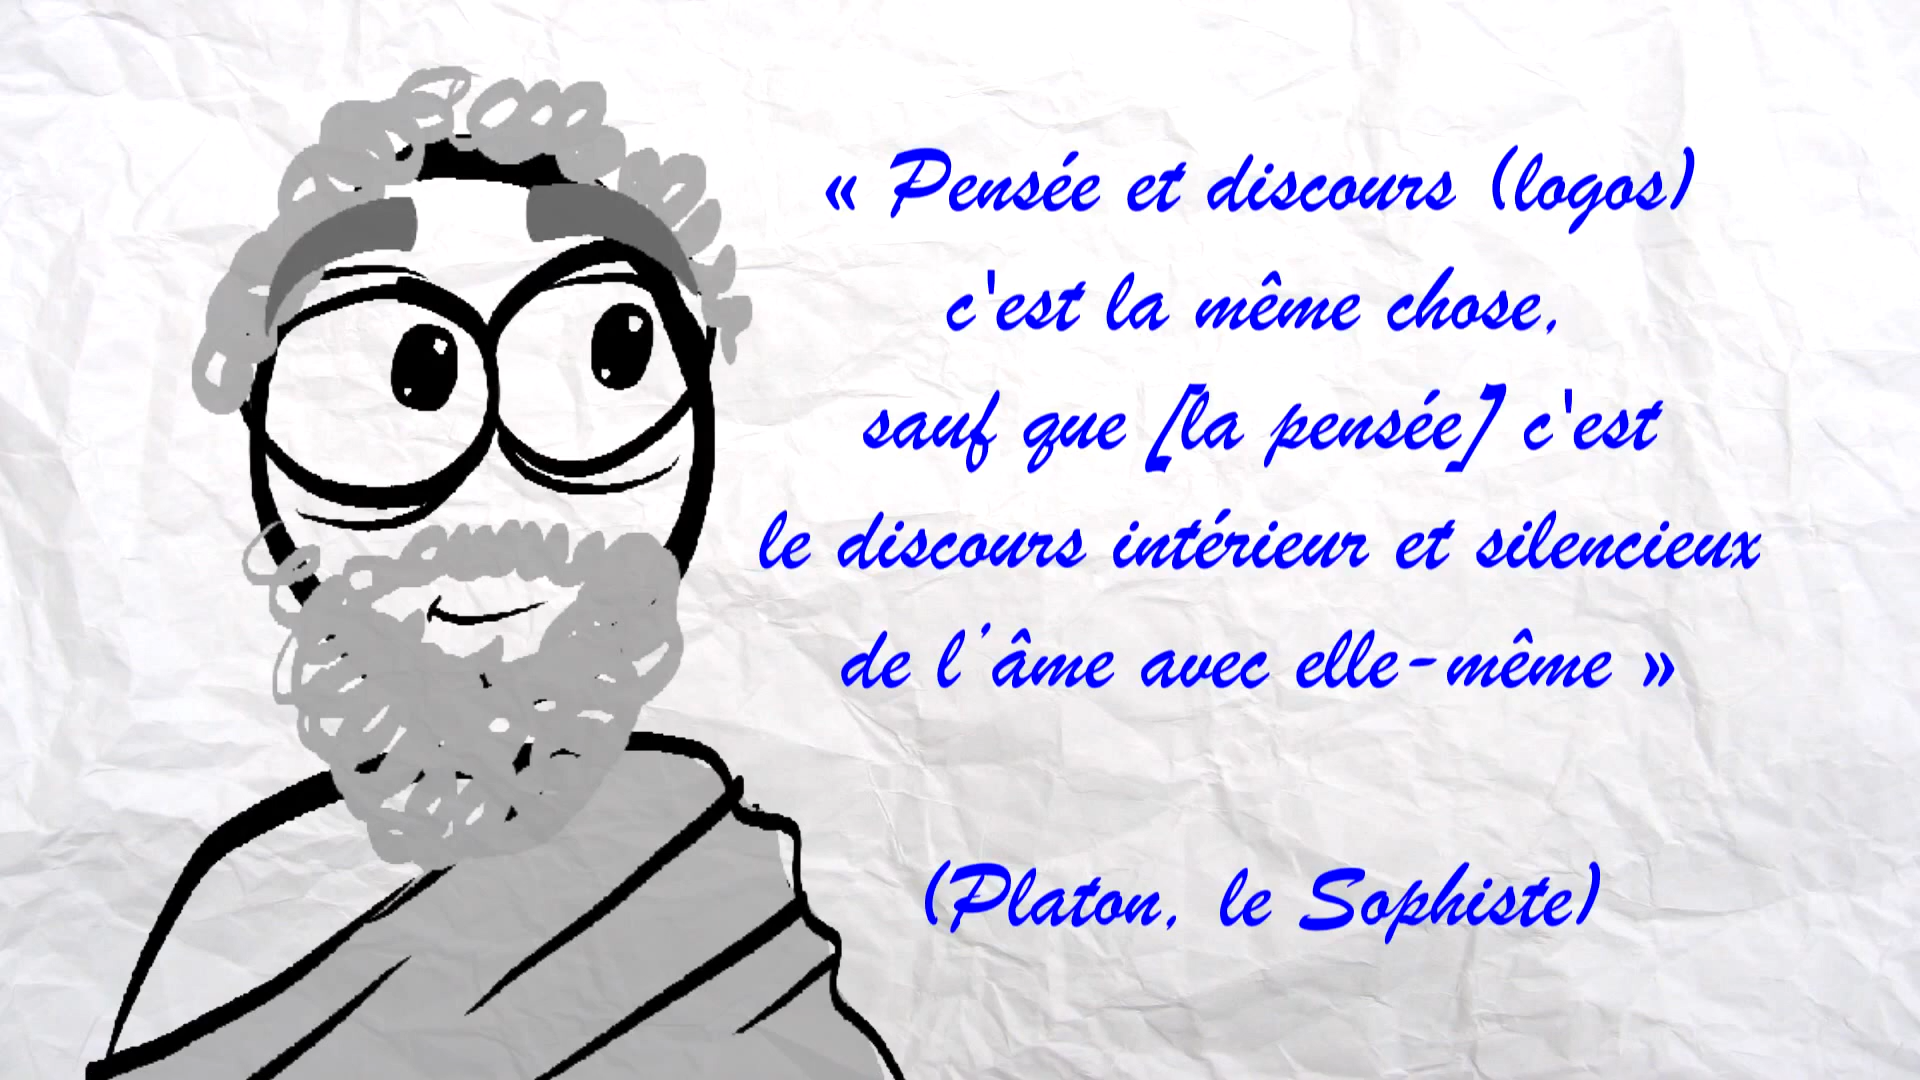 « Pensée et discours (logos)
c'est la même chose,
sauf que [la pensée] c'est
le discours intérieur et silencieux
de l’âme avec elle-même »
(Platon, le Sophiste)